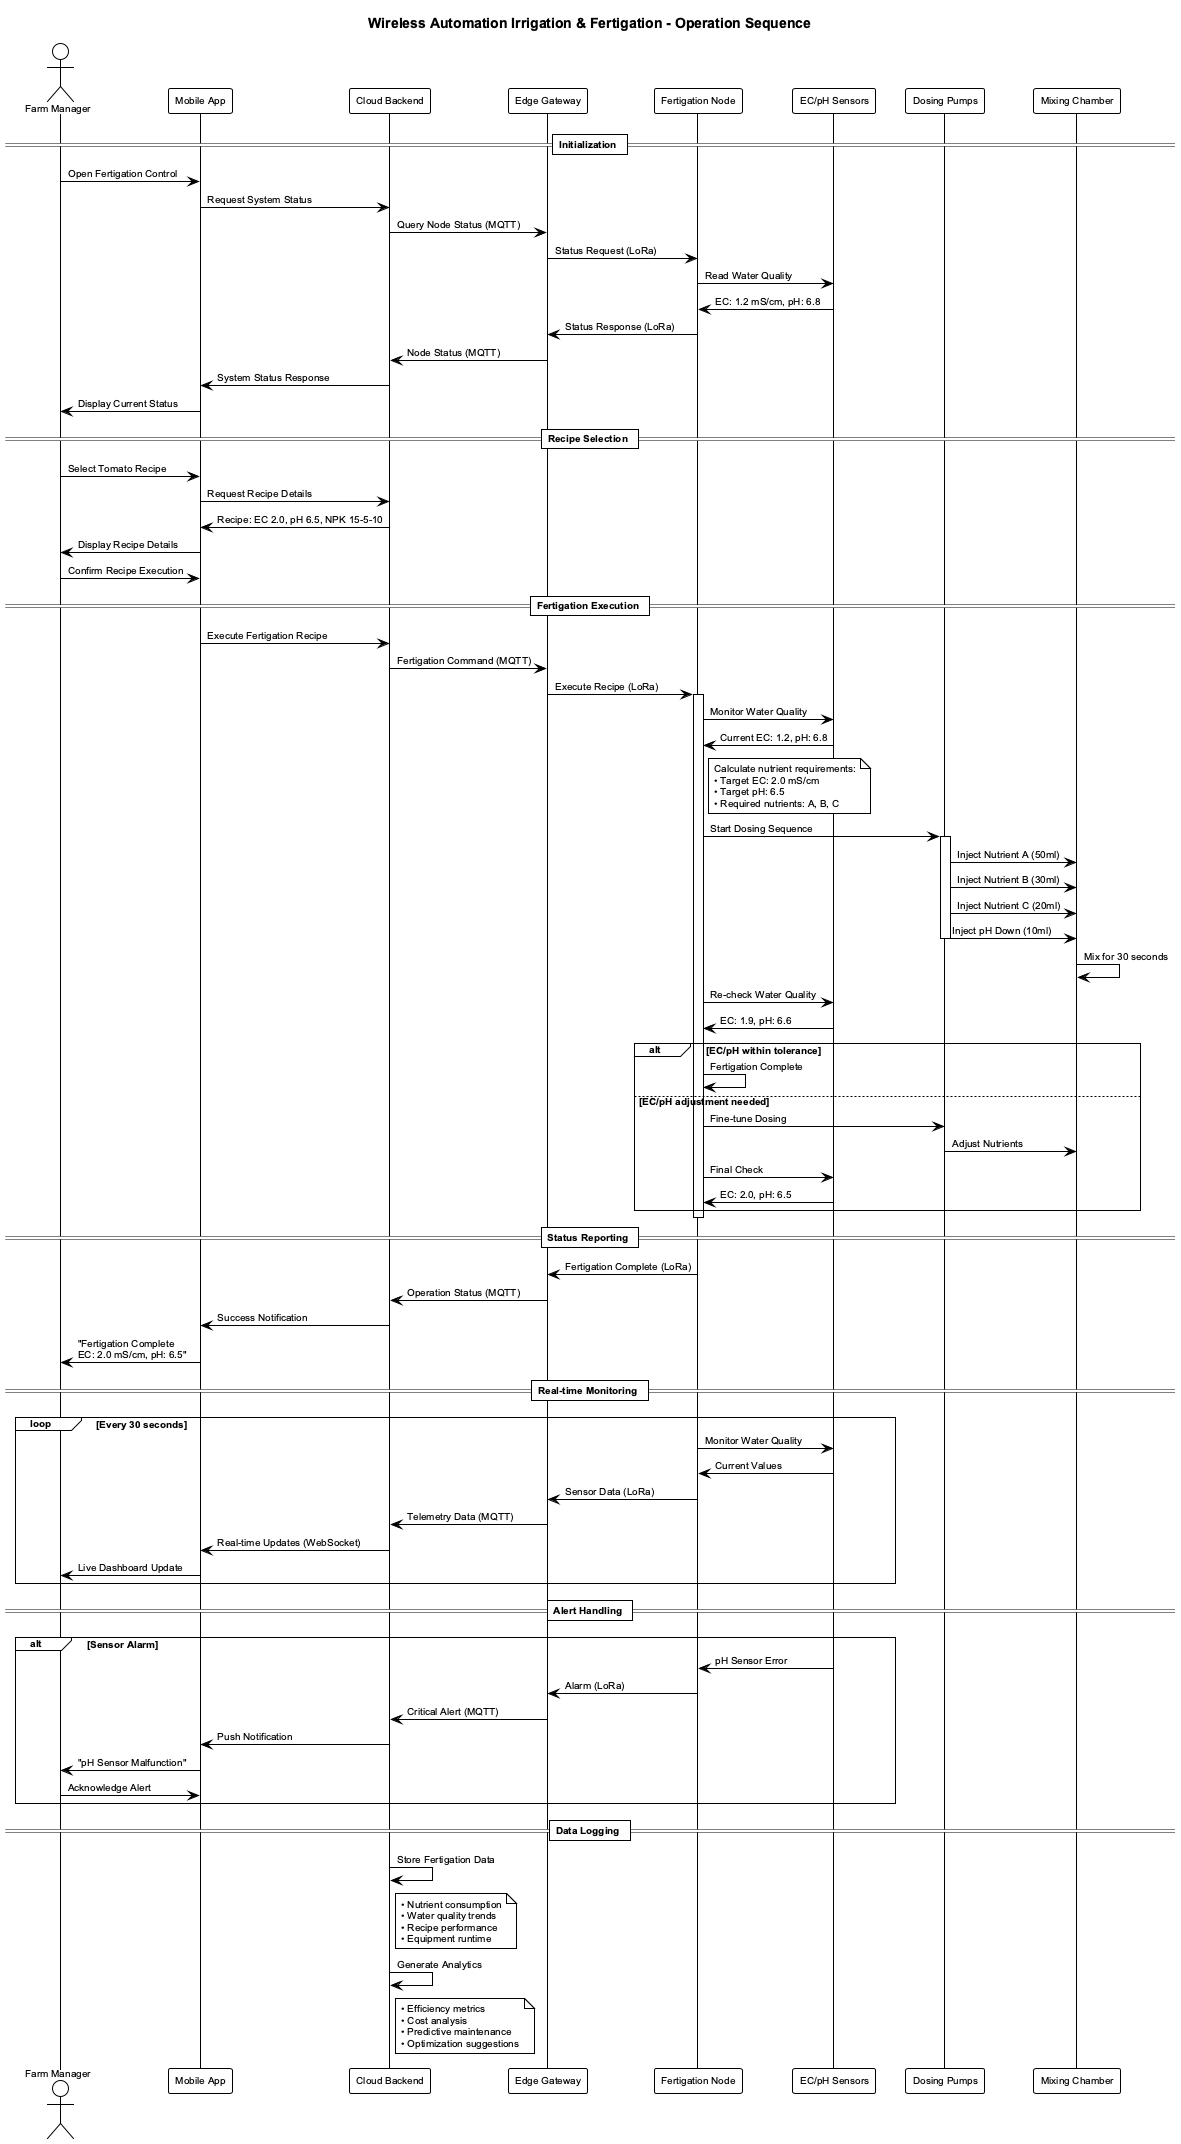 Wireless Automation Irrigation & Fertigation - Operation Sequence
Farm Manager
Mobile App
Cloud Backend
Edge Gateway
Fertigation Node
EC/pH Sensors
Dosing Pumps
Mixing Chamber
Initialization
Open Fertigation Control
Request System Status
Query Node Status (MQTT)
Status Request (LoRa)
Read Water Quality
EC: 1.2 mS/cm, pH: 6.8
Status Response (LoRa)
Node Status (MQTT)
System Status Response
Display Current Status
Recipe Selection
Select Tomato Recipe
Request Recipe Details
Recipe: EC 2.0, pH 6.5, NPK 15-5-10
Display Recipe Details
Confirm Recipe Execution
Fertigation Execution
Execute Fertigation Recipe
Fertigation Command (MQTT)
Execute Recipe (LoRa)
Monitor Water Quality
Current EC: 1.2, pH: 6.8
Calculate nutrient requirements:
• Target EC: 2.0 mS/cm
• Target pH: 6.5
• Required nutrients: A, B, C
Start Dosing Sequence
Inject Nutrient A (50ml)
Inject Nutrient B (30ml)
Inject Nutrient C (20ml)
Inject pH Down (10ml)
Mix for 30 seconds
Re-check Water Quality
EC: 1.9, pH: 6.6
alt
[EC/pH within tolerance]
Fertigation Complete
[EC/pH adjustment needed]
Fine-tune Dosing
Adjust Nutrients
Final Check
EC: 2.0, pH: 6.5
Status Reporting
Fertigation Complete (LoRa)
Operation Status (MQTT)
Success Notification
"Fertigation Complete
EC: 2.0 mS/cm, pH: 6.5"
Real-time Monitoring
loop
[Every 30 seconds]
Monitor Water Quality
Current Values
Sensor Data (LoRa)
Telemetry Data (MQTT)
Real-time Updates (WebSocket)
Live Dashboard Update
Alert Handling
alt
[Sensor Alarm]
pH Sensor Error
Alarm (LoRa)
Critical Alert (MQTT)
Push Notification
"pH Sensor Malfunction"
Acknowledge Alert
Data Logging
Store Fertigation Data
• Nutrient consumption
• Water quality trends
• Recipe performance
• Equipment runtime
Generate Analytics
• Efficiency metrics
• Cost analysis
• Predictive maintenance
• Optimization suggestions
Farm Manager
Mobile App
Cloud Backend
Edge Gateway
Fertigation Node
EC/pH Sensors
Dosing Pumps
Mixing Chamber